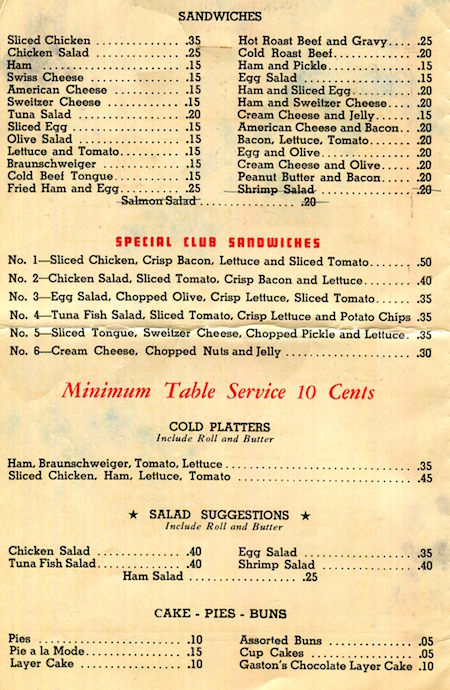 SANDWICHES
Sliced Chicken .35
Chicken Salad .25
Ham .15
Swiss Cheese .15
American Cheese .15
Sweitzer Cheese .15
Tuna Salad .20
Sliced Egg .15
Olive Salad .15
Lettuce and Tomato .15
Braunschweiger .15
Cold Beef Tongue .15
Fried Ham and Egg .25
Hot Roast Beef and Gravy .25
Cold Roast Beef .20
Ham and Pickle .15
Egg Salad .15
Ham and Sliced Egg .20
Ham and Sweitzer Cheese .20
Cream Cheese and Jelly .15
American Cheese and Bacon .20
Bacon, Lettuce, Tomato .20
Egg and Olive .20
Cream Cheese and Olive .20
Peanut Butter and Bacon .20
Shrimp Salad .20
Salmon Salad .20
SPECIAL CLUB SANDWICHES
No. 1—Sliced Chicken, Crisp Bacon, Lettuce and Sliced Tomato .50
No. 2—Chicken Salad, Sliced Tomato, Crisp Bacon and Lettuce .40
No. 3—Egg Salad, Chopped Olive, Crisp Lettuce, Sliced Tomato .35
No. 4—Tuna Fish Salad, Sliced Tomato, Crisp Lettuce and Potato Chips .35
No. 5—Sliced Tongue, Sweitzer Cheese, Chopped Pickle and Lettuce .35
No. 6—Cream Cheese, Chopped Nuts and Jelly .30
Minimum Table Service 10 Cents
COLD PLATTERS
Include Roll and Butter
Ham, Braunschweiger, Tomato, Lettuce .35
Sliced Chicken, Ham, Lettuce, Tomato .45
★ SALAD SUGGESTIONS ★
Include Roll and Butter
Chicken Salad .40
Tuna Fish Salad .40
Egg Salad .35
Shrimp Salad .40
Ham Salad .25
CAKE - PIES - BUNS
Pies .10
Pie a la Mode .15
Layer Cake .10
Assorted Buns .05
Cup Cakes .05
Gaston's Chocolate Layer Cake .10